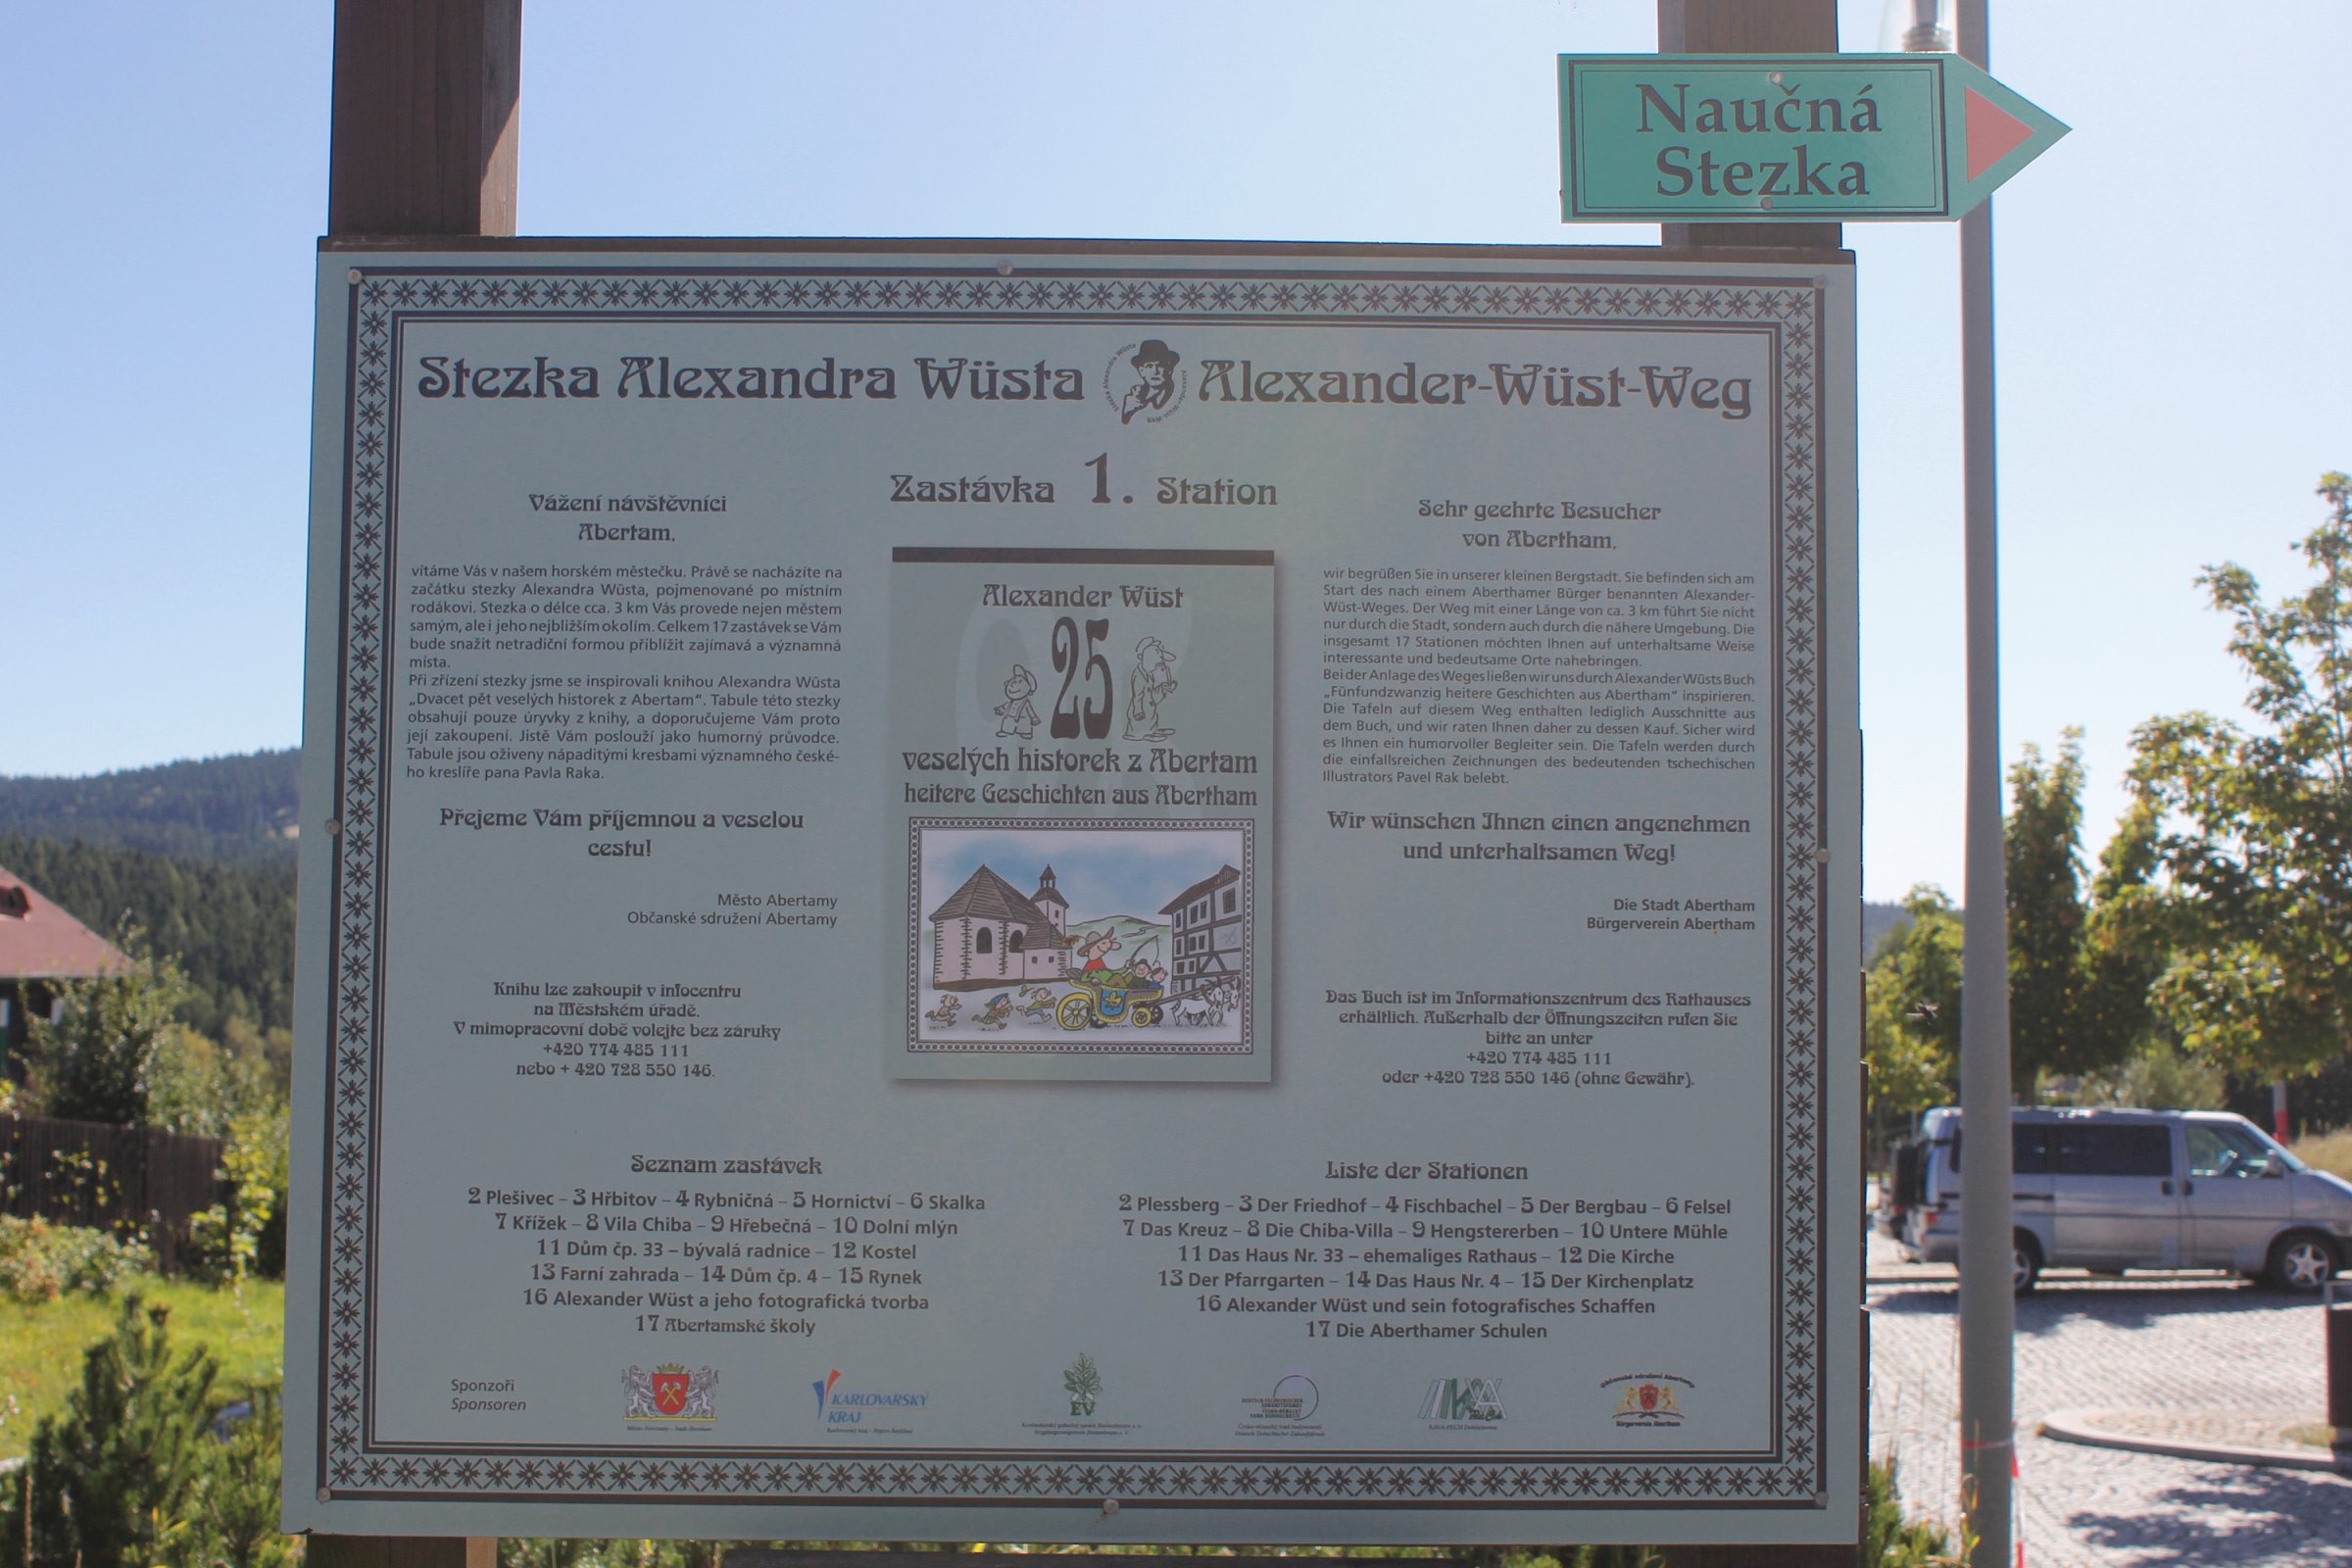 Naučná
Stezka
Stezka Alexandra Wüsta
Alexander-Wüst-Weg
Zastávka 1. Station
Vážení návštěvníci
Abertam,
vítáme Vás v našem horském městečku. Právě se nacházíte na
začátku stezky Alexandra Wüsta, pojmenované po místním
rodákovi. Stezka o délce cca. 3 km Vás provede nejen městem
samým, ale i jeho nejbližším okolím. Celkem 17 zastávek se Vám
bude snažit netradiční formou přiblížit zajímavá a významná
místa.
Při zřízení stezky jsme se inspirovali knihou Alexandra Wüsta
„Dvacet pět veselých historek z Abertam“. Tabule této stezky
obsahují pouze úryvky z knihy, a doporučujeme Vám proto
její zakoupení. Jistě Vám poslouží jako humorný průvodce.
Tabule jsou oživeny nápaditými kresbami významného české-
ho kreslíře pana Pavla Raka.
Přejeme Vám příjemnou a veselou
cestu!
Město Abertamy
Občanské sdružení Abertamy
Knihu lze zakoupit v infocentru
na Městském úřadě.
V mimopracovní době volejte bez záruky
+420 774 485 111
nebo + 420 728 550 146.
Alexander Wüst
25
veselých historek z Abertam
heitere Geschichten aus Abertham
Sehr geehrte Besucher
von Abertham,
wir begrüßen Sie in unserer kleinen Bergstadt. Sie befinden sich am
Start des nach einem Aberthamer Bürger benannten Alexander-
Wüst-Weges. Der Weg mit einer Länge von ca. 3 km führt Sie nicht
nur durch die Stadt, sondern auch durch die nähere Umgebung. Die
insgesamt 17 Stationen möchten Ihnen auf unterhaltsame Weise
interessante und bedeutsame Orte nahebringen.
Bei der Anlage des Weges ließen wir uns durch Alexander Wüsts Buch
„Fünfundzwanzig heitere Geschichten aus Abertham“ inspirieren.
Die Tafeln auf diesem Weg enthalten lediglich Ausschnitte aus
dem Buch, und wir raten Ihnen daher zu dessen Kauf. Sicher wird
es Ihnen ein humorvoller Begleiter sein. Die Tafeln werden durch
die einfallsreichen Zeichnungen des bedeutenden tschechischen
Illustrators Pavel Rak belebt.
Wir wünschen Ihnen einen angenehmen
und unterhaltsamen Weg!
Die Stadt Abertham
Bürgerverein Abertham
Das Buch ist im Informationszentrum des Rathauses
erhältlich. Außerhalb der Öffnungszeiten rufen Sie
bitte an unter
+420 774 485 111
oder +420 728 550 146 (ohne Gewähr).
Seznam zastávek
2 Plešivec – 3 Hřbitov – 4 Rybničná – 5 Hornictví – 6 Skalka
7 Křížek – 8 Vila Chiba – 9 Hřebečná – 10 Dolní mlýn
11 Dům čp. 33 – bývalá radnice – 12 Kostel
13 Farní zahrada – 14 Dům čp. 4 – 15 Rynek
16 Alexander Wüst a jeho fotografická tvorba
17 Abertamské školy
Liste der Stationen
2 Plessberg – 3 Der Friedhof – 4 Fischbachel – 5 Der Bergbau – 6 Felsel
7 Das Kreuz – 8 Die Chiba-Villa – 9 Hengstererben – 10 Untere Mühle
11 Das Haus Nr. 33 – ehemaliges Rathaus – 12 Die Kirche
13 Der Pfarrgarten – 14 Das Haus Nr. 4 – 15 Der Kirchenplatz
16 Alexander Wüst und sein fotografisches Schaffen
17 Die Aberthamer Schulen
Sponzoři
Sponsoren
KARLOVARSKÝ
KRAJ
EV
Občanské sdružení Abertamy
Bürgerverein Abertham